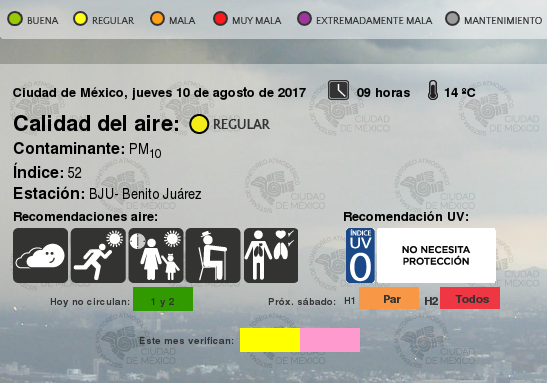 BUENA REGULAR MALA MUY MALA EXTREMADAMENTE MALA MANTENIMIENTO
Ciudad de México, jueves 10 de agosto de 2017 09 horas 14 ºC
Calidad del aire: REGULAR
Contaminante: PM10
Índice: 52
Estación: BJU- Benito Juárez
Recomendaciones aire: Recomendación UV:
ÍNDICE
UV
0
NO NECESITA
PROTECCIÓN
Hoy no circulan: 1 y 2 Próx. sábado: H1 Par H2 Todos
Este mes verifican:
CIUDAD
DE MÉXICO